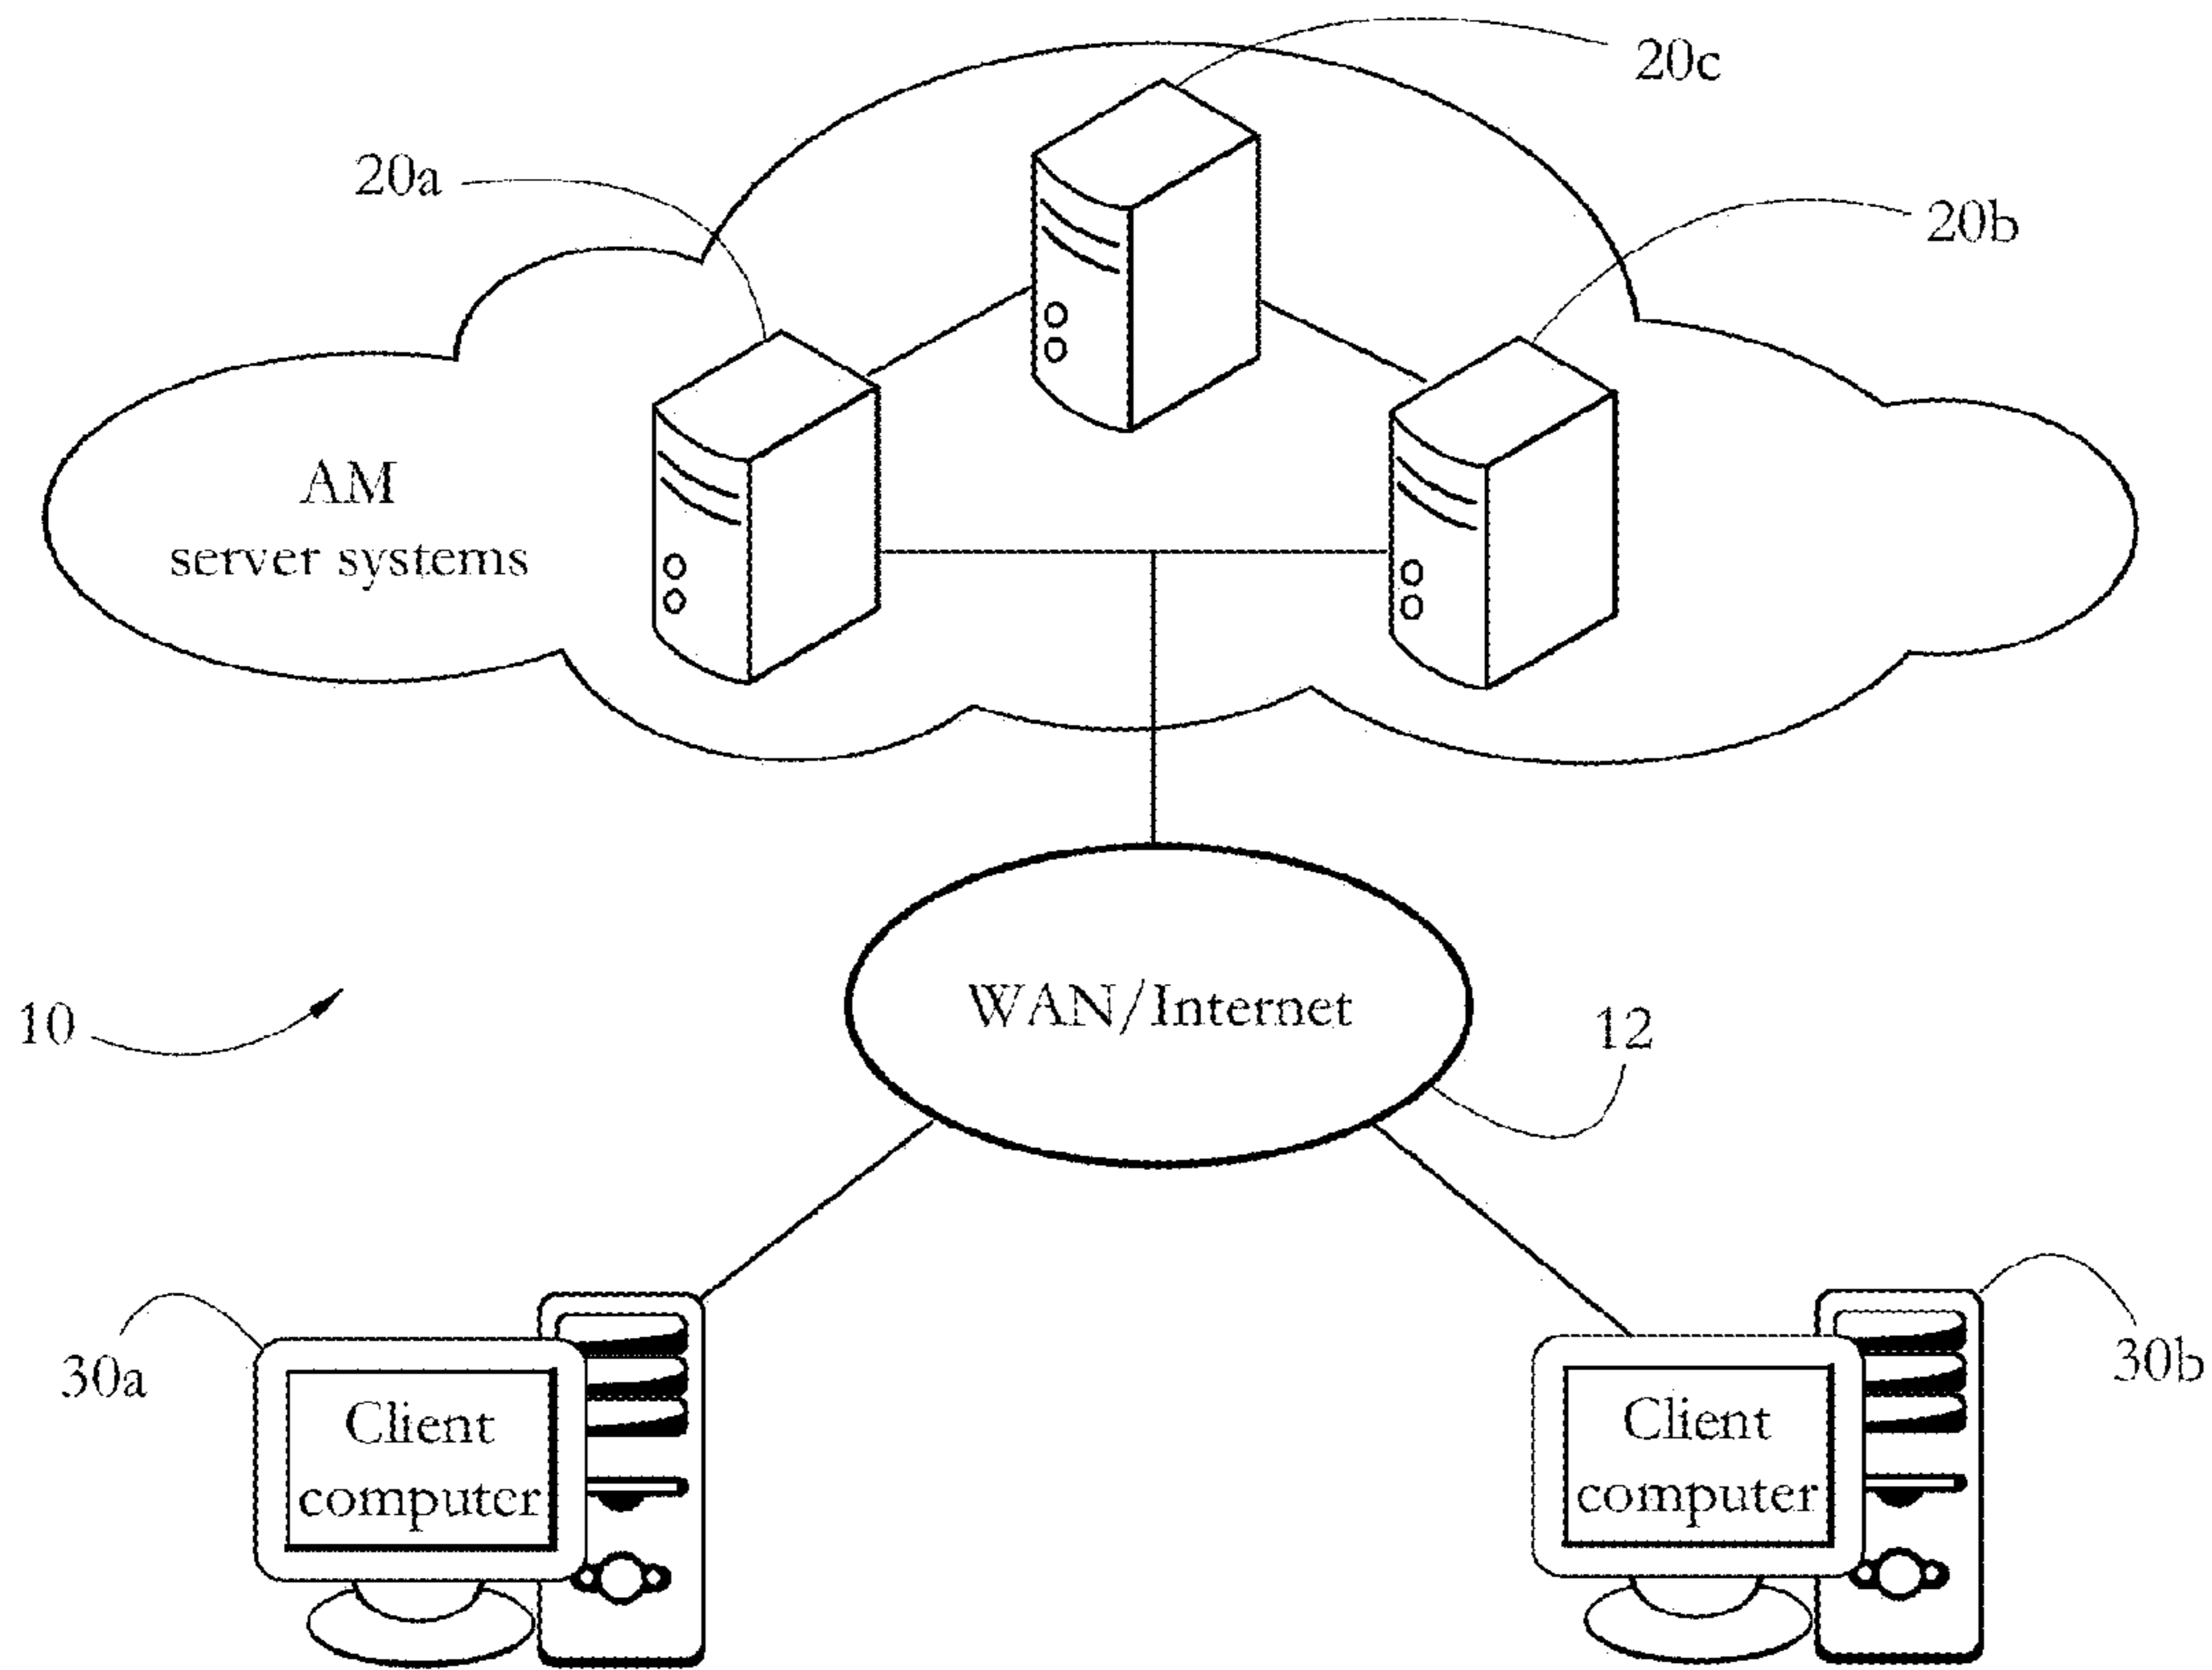 20c
20a
20b
AM
server systems
WAN/Internet
10
12
30a
30b
Client
computer
Client
computer